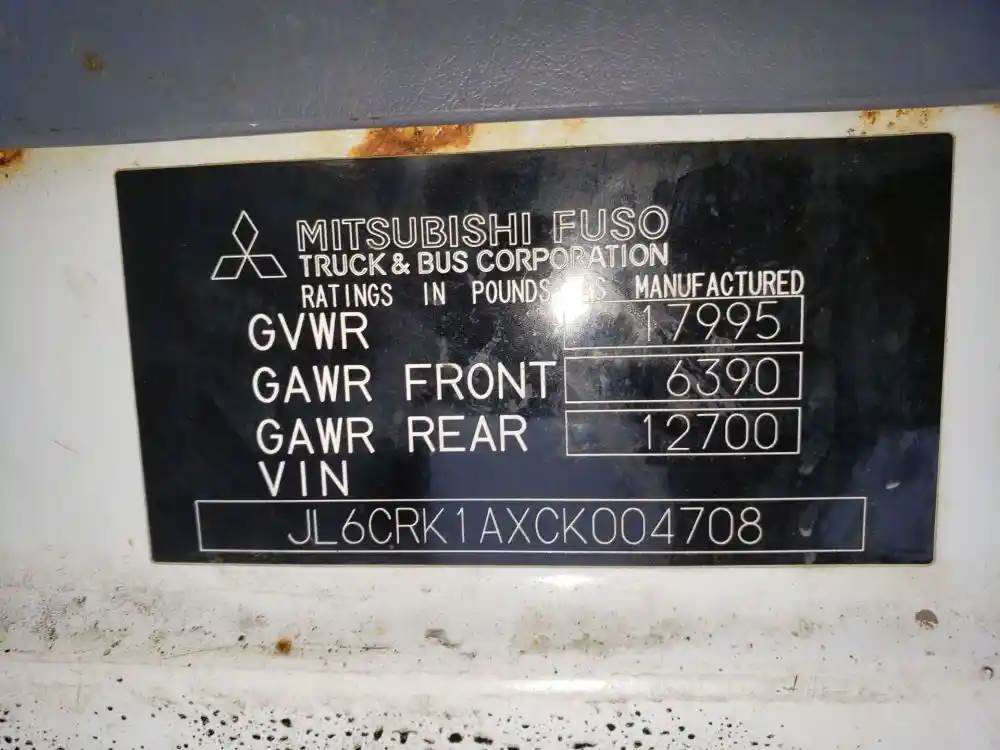 MITSUBISHI FUSO
TRUCK & BUS CORPORATION
RATINGS IN POUNDS AS MANUFACTURED
GVWR 17995
GAWR FRONT 6390
GAWR REAR 12700
VIN
JL6CRK1AXCK004708